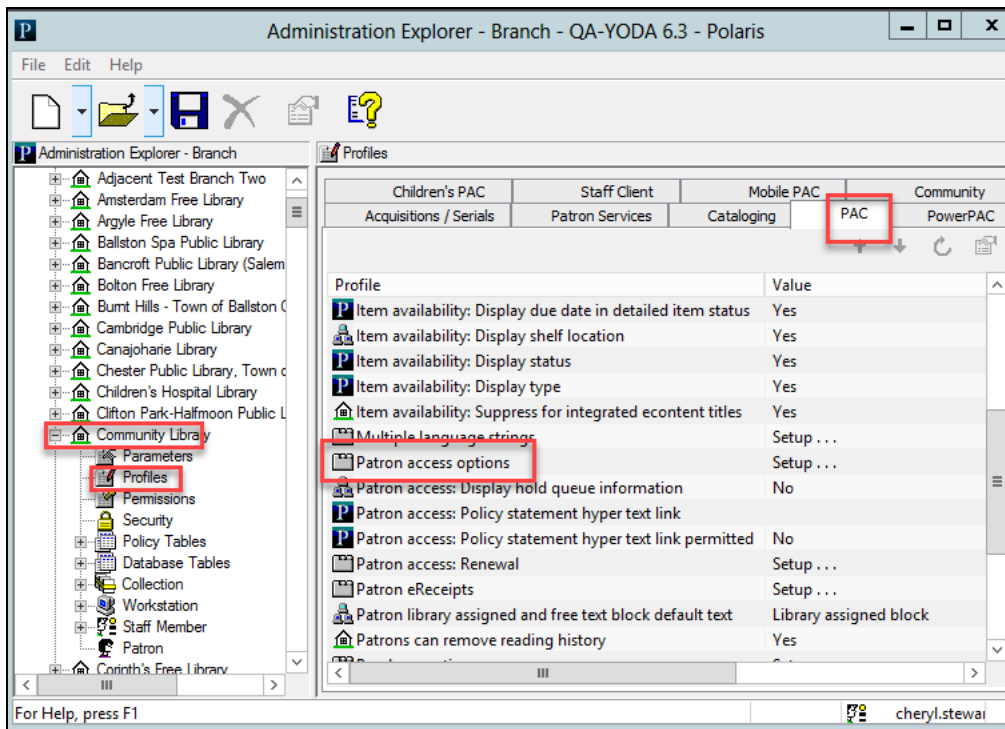 Administration Explorer - Branch - QA-YODA 6.3 - Polaris
File Edit Help
Administration Explorer - Branch
Adjacent Test Branch Two
Amsterdam Free Library
Argyle Free Library
Ballston Spa Public Library
Bancroft Public Library (Salem
Bolton Free Library
Burnt Hills - Town of Ballston
Cambridge Public Library
Canajoharie Library
Chester Public Library, Town
Children's Hospital Library
Clifton Park-Halfmoon Public L
Community Library
Parameters
Profiles
Permissions
Security
Policy Tables
Database Tables
Collection
Workstation
Staff Member
Patron
Corinth's Free Library
Profiles
Children's PAC Staff Client Mobile PAC Community
Acquisitions / Serials Patron Services Cataloging PAC PowerPAC
Profile Value
Item availability: Display due date in detailed item status Yes
Item availability: Display shelf location Yes
Item availability: Display status Yes
Item availability: Display type Yes
Item availability: Suppress for integrated econtent titles Yes
Multiple language strings Setup . . .
Patron access options Setup . . .
Patron access: Display hold queue information No
Patron access: Policy statement hyper text link
Patron access: Policy statement hyper text link permitted No
Patron access: Renewal Setup . . .
Patron eReceipts Setup . . .
Patron library assigned and free text block default text Library assigned block
Patrons can remove reading history Yes
For Help, press F1
cheryl.stewar